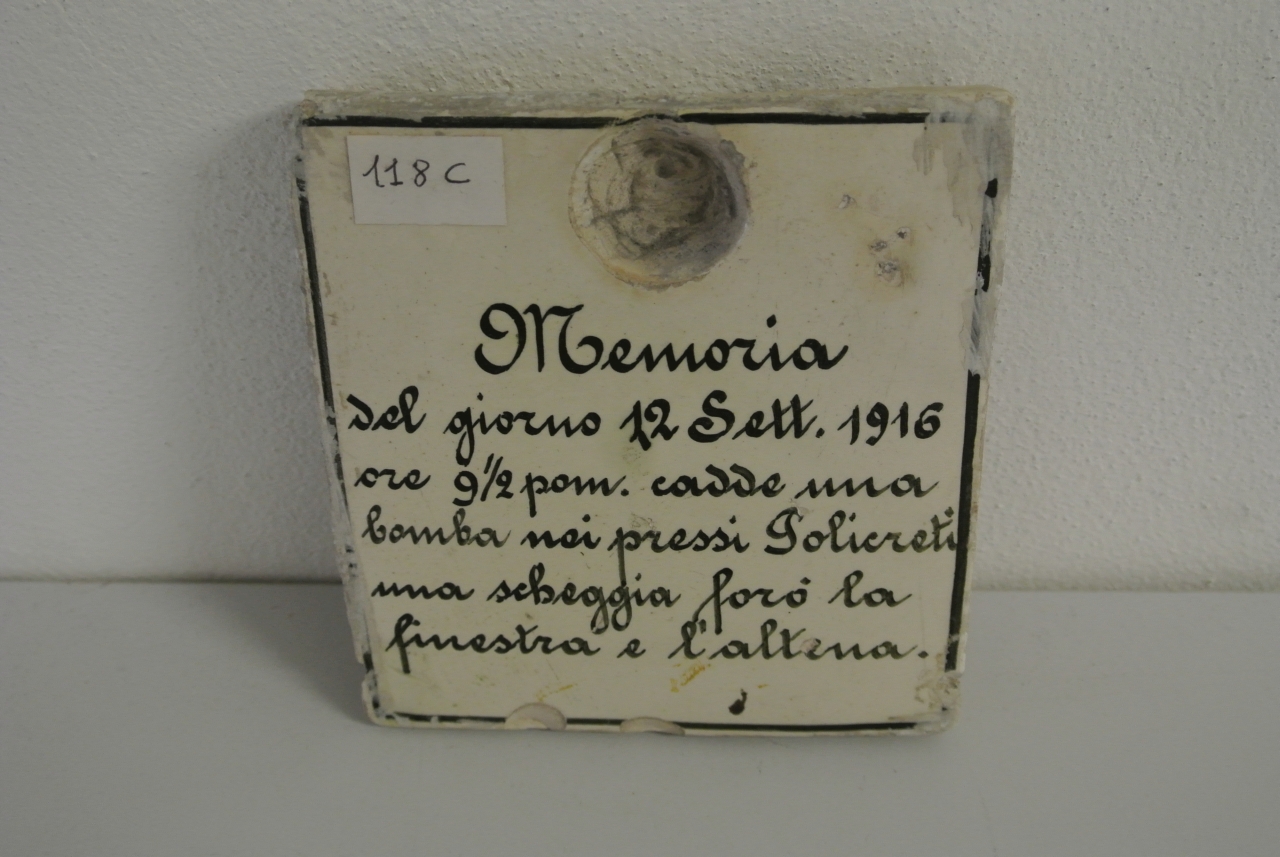 118 C
Memoria
del giorno 12 Sett. 1916
ore 9½ pom. cadde una
bomba nei pressi Policreti
una scheggia foró la
finestra e l'altena.